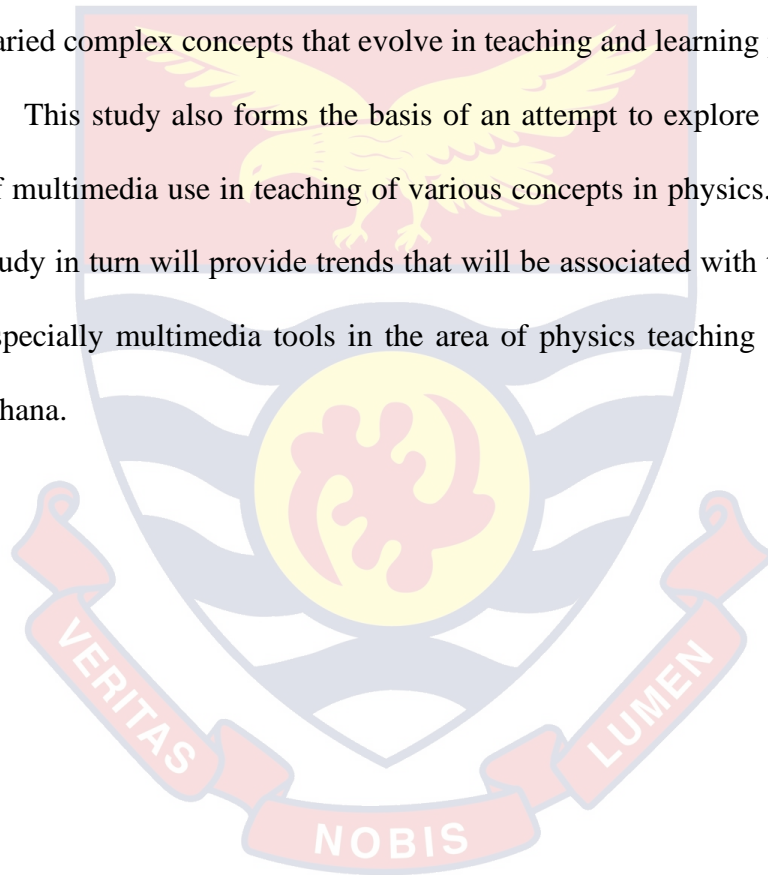 aried complex concepts that evolve in teaching and learning
This study also forms the basis of an attempt to explore
f multimedia use in teaching of various concepts in physics.
udy in turn will provide trends that will be associated with
specially multimedia tools in the area of physics teaching
hana.
VERITAS
NOBIS
LUMEN